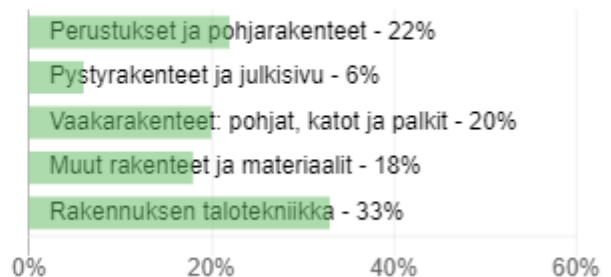 Perustukset ja pohjarakenteet - 22%
Pystyrakenteet ja julkisivu - 6%
Vaakarakenteet: pohjat, katot ja palkit - 20%
Muut rakenteet ja materiaalit - 18%
Rakennuksen talotekniikka - 33%
0% 20% 40% 60%